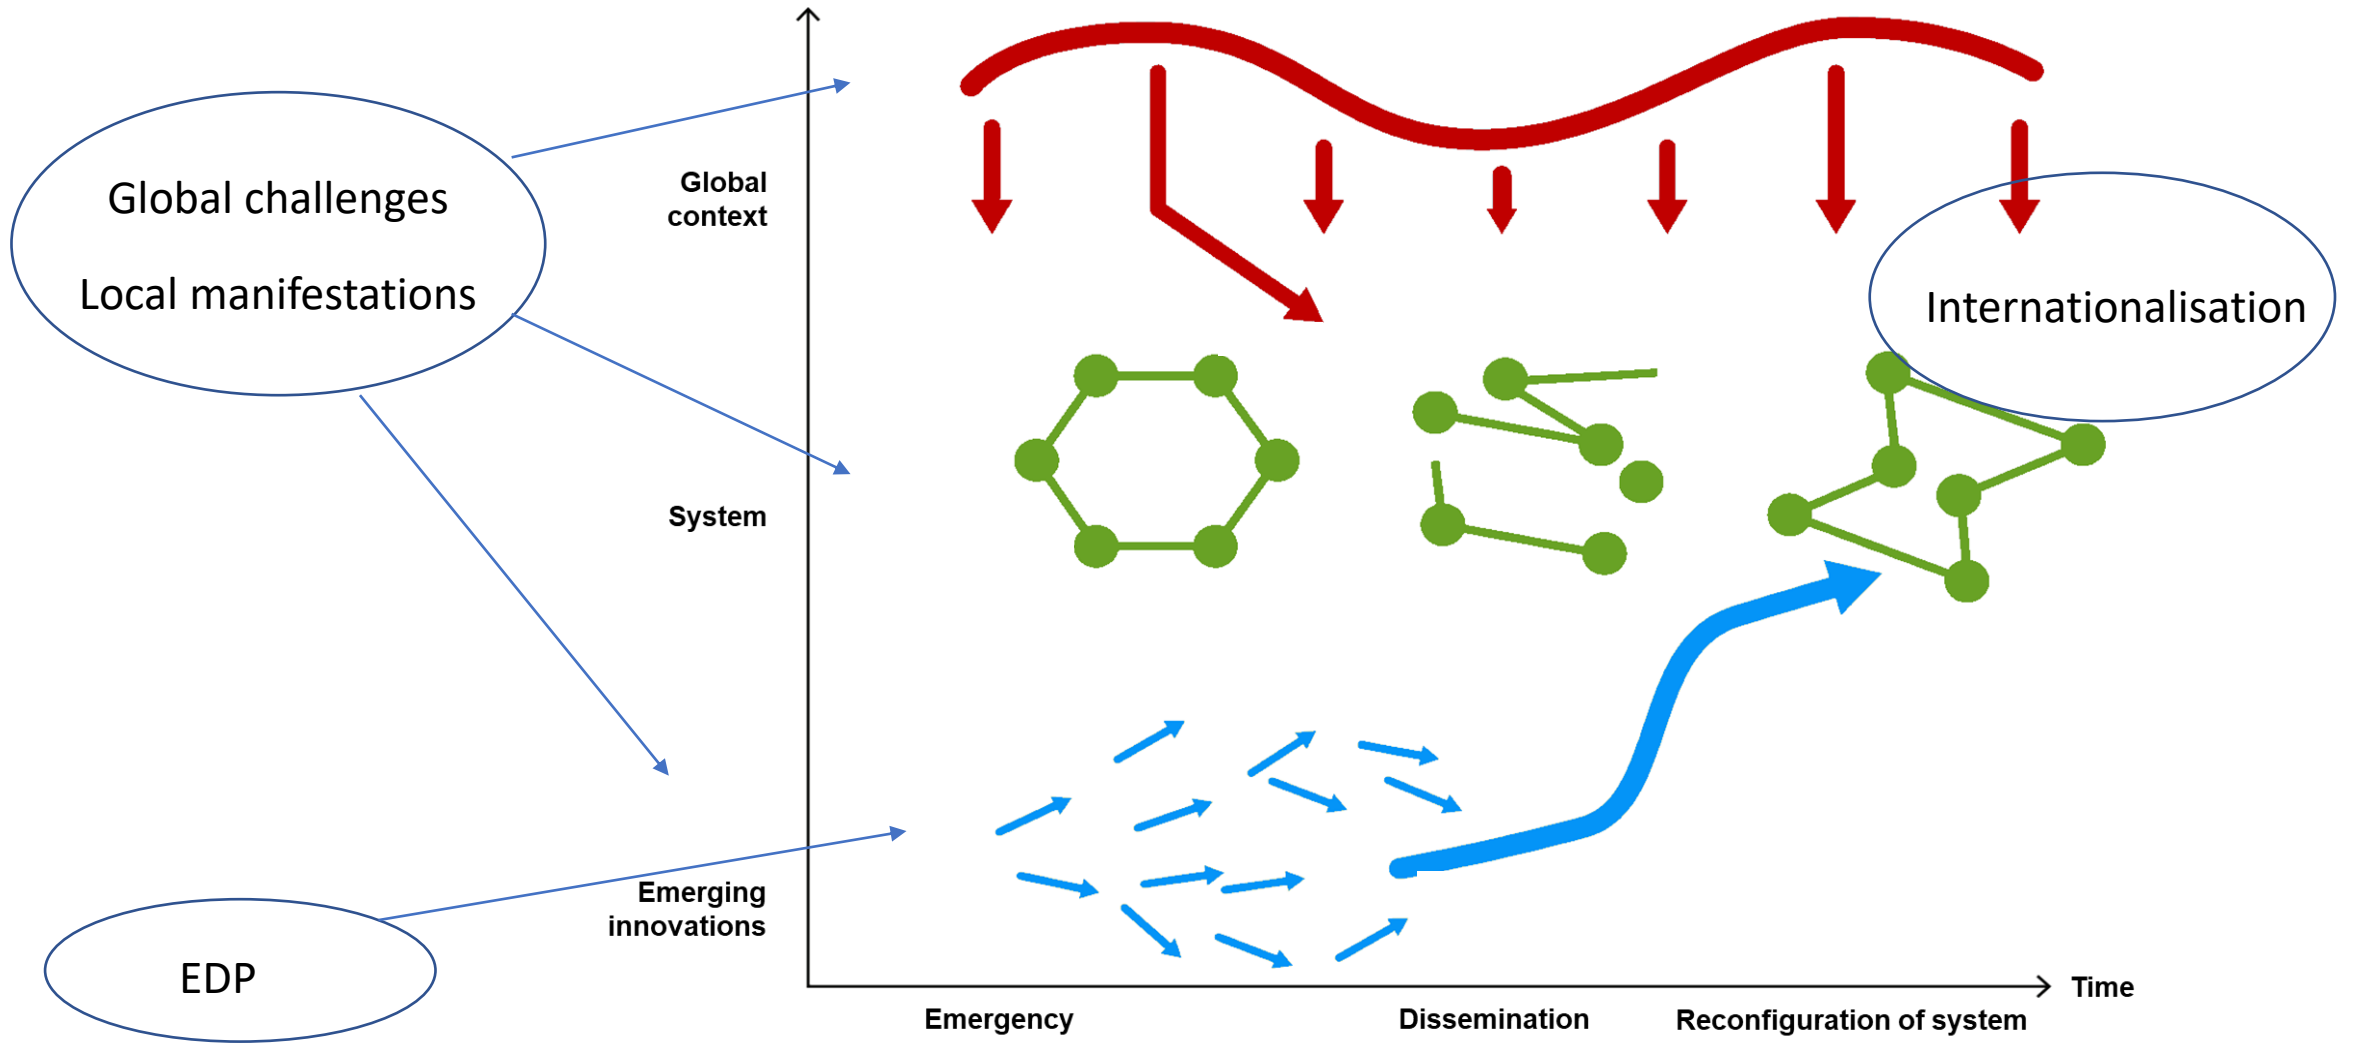 Global challenges
Local manifestations
Global
context
Internationalisation
System
Emerging
innovations
EDP
Time
Emergency
Dissemination
Reconfiguration of system